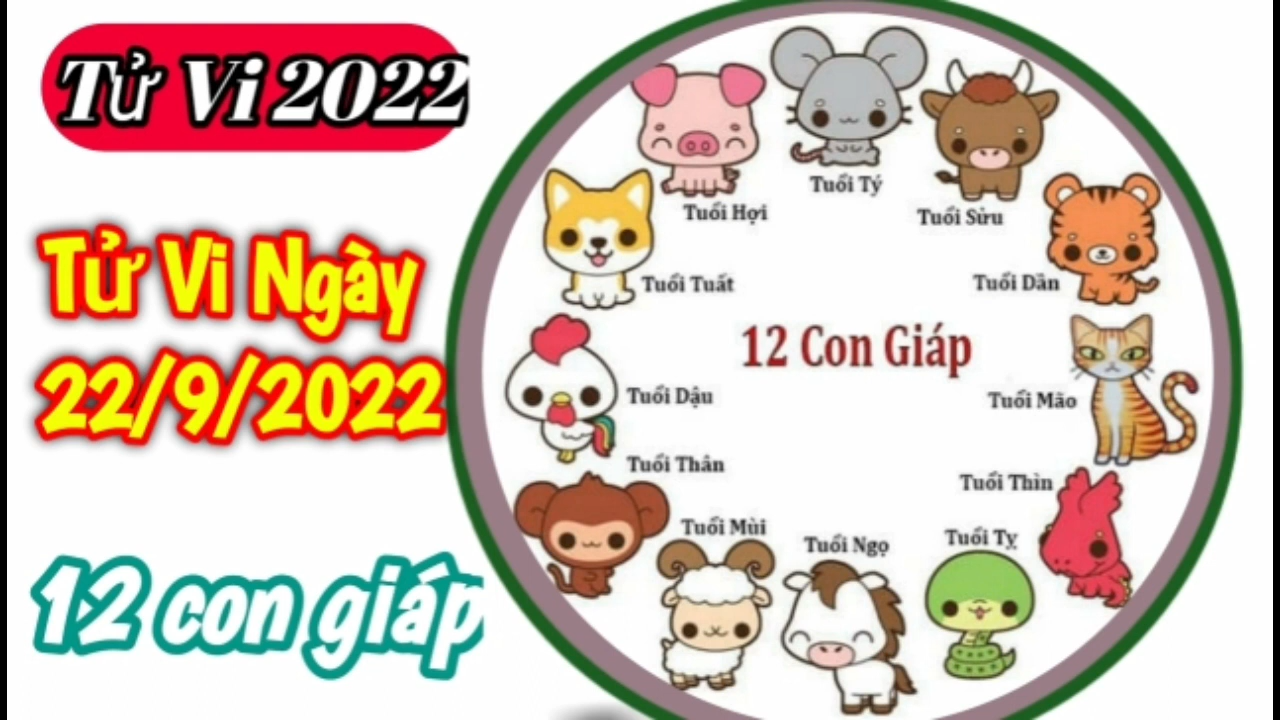 Tử Vi 2022
Tử Vi Ngày
22/9/2022
12 con giáp
Tuổi Tý
Tuổi Hợi
Tuổi Sửu
Tuổi Tuất
Tuổi Dần
12 Con Giáp
Tuổi Dậu
Tuổi Mão
Tuổi Thân
Tuổi Thìn
Tuổi Mùi
Tuổi Ngọ
Tuổi Tỵ